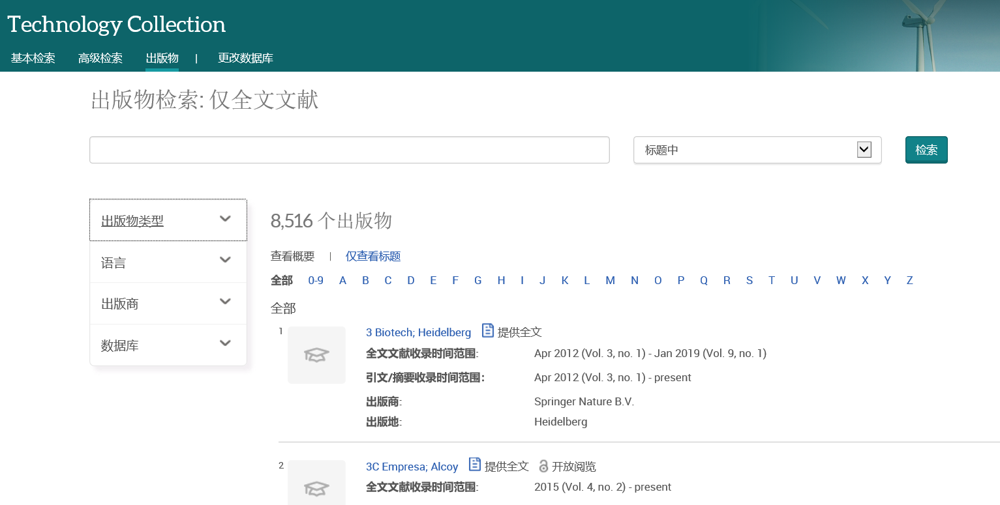 Technology Collection
基本检索 高级检索 出版物 | 更改数据库
出版物检索: 仅全文文献
标题中 检索
出版物类型
语言
出版商
数据库
8,516 个出版物
查看概要 | 仅查看标题
全部 0-9 A B C D E F G H I J K L M N O P Q R S T U V W X Y Z
全部
1 3 Biotech; Heidelberg 提供全文
全文文献收录时间范围: Apr 2012 (Vol. 3, no. 1) - Jan 2019 (Vol. 9, no. 1)
引文/摘要收录时间范围: Apr 2012 (Vol. 3, no. 1) - present
出版商: Springer Nature B.V.
出版地: Heidelberg
2 3C Empresa; Alcoy 提供全文 开放阅览
全文文献收录时间范围: 2015 (Vol. 4, no. 2) - present